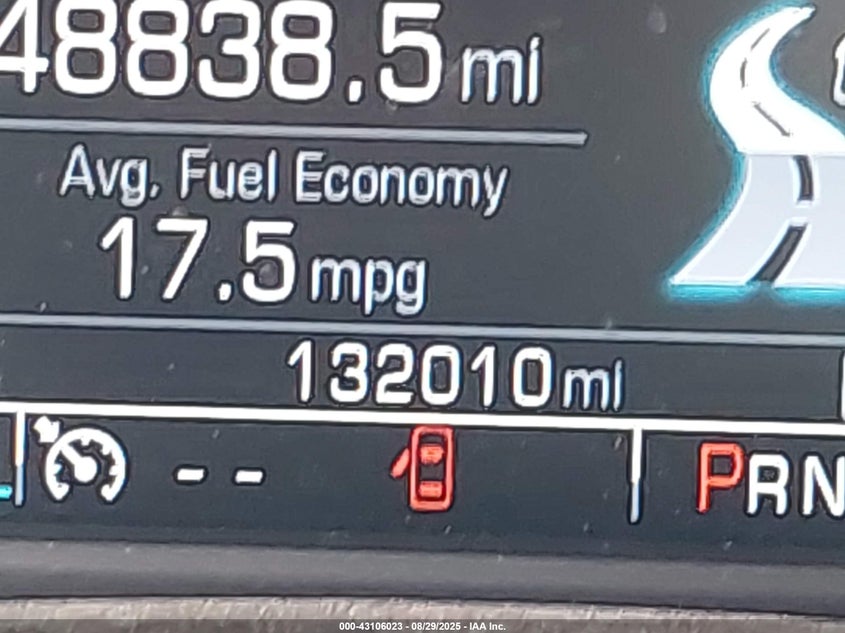 48838.5 mi
Avg. Fuel Economy
17.5 mpg
132010 mi
- -
PRN
000-43106023 - 08/29/2025 - IAA Inc.